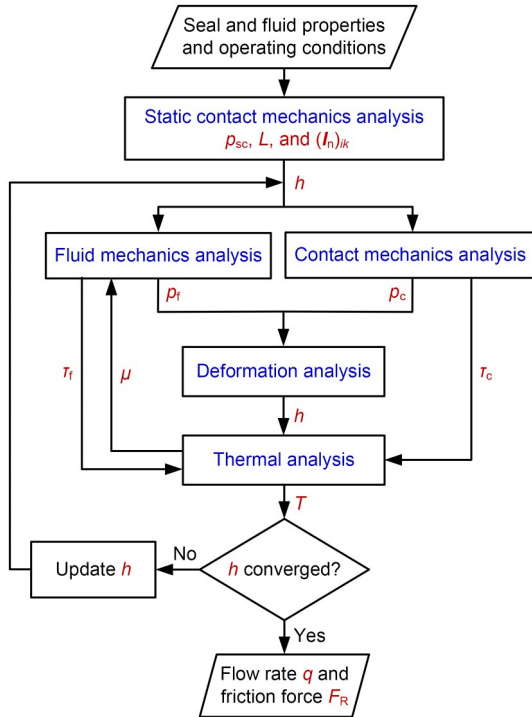 Seal and fluid properties
and operating conditions
Static contact mechanics analysis
psc, L, and (In)ik
h
Fluid mechanics analysis
Contact mechanics analysis
pf
pc
τf
μ
Deformation analysis
τc
h
Thermal analysis
T
No
Update h
h converged?
Yes
Flow rate q and
friction force FR